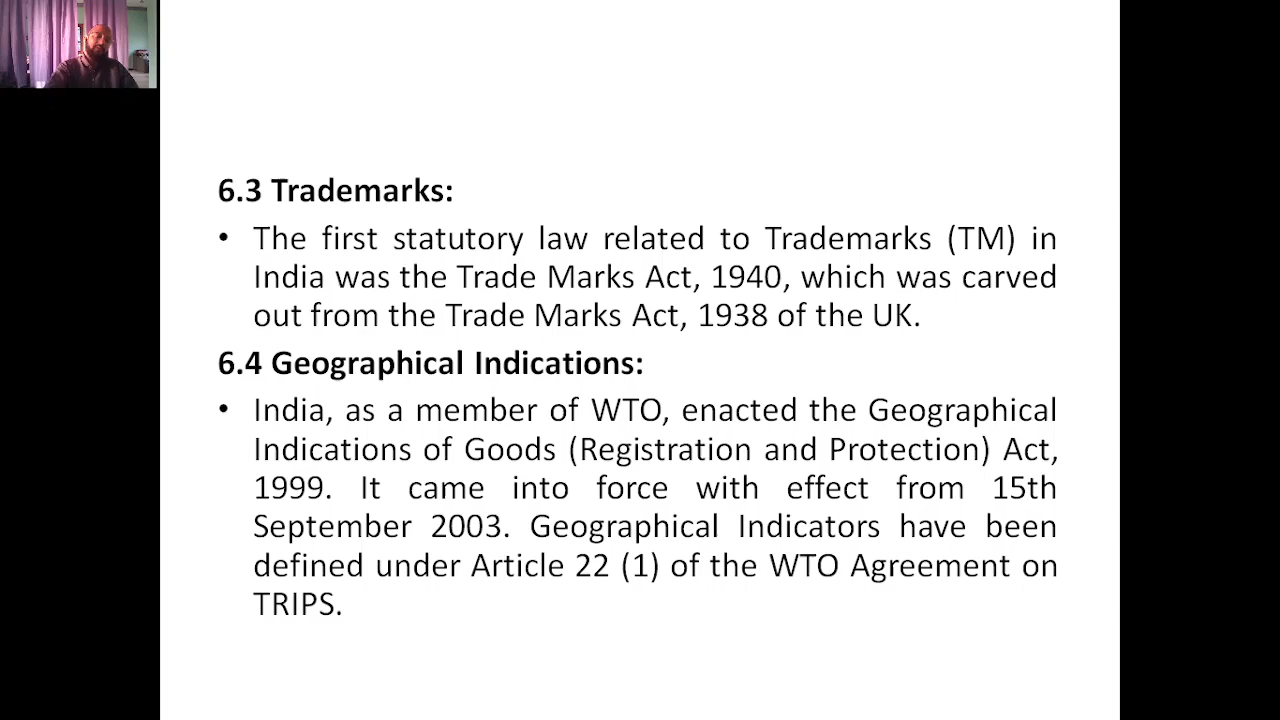 6.3 Trademarks:
• The first statutory law related to Trademarks (TM) in
India was the Trade Marks Act, 1940, which was carved
out from the Trade Marks Act, 1938 of the UK.
6.4 Geographical Indications:
• India, as a member of WTO, enacted the Geographical
Indications of Goods (Registration and Protection) Act,
1999. It came into force with effect from 15th
September 2003. Geographical Indicators have been
defined under Article 22 (1) of the WTO Agreement on
TRIPS.